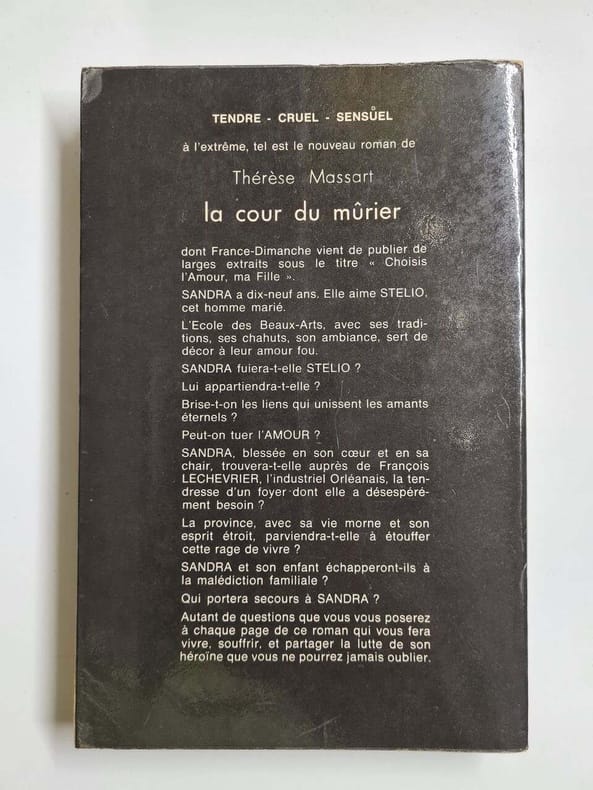 TENDRE - CRUEL - SENSUEL
à l'extrême, tel est le nouveau roman de
Thérèse Massart
la cour du mûrier
dont France-Dimanche vient de publier de
larges extraits sous le titre « Choisis
l'Amour, ma Fille ».
SANDRA a dix-neuf ans. Elle aime STELIO,
cet homme marié.
L'Ecole des Beaux-Arts, avec ses tradi-
tions, ses chahuts, son ambiance, sert de
décor à leur amour fou.
SANDRA fuiera-t-elle STELIO ?
Lui appartiendra-t-elle ?
Brise-t-on les liens qui unissent les amants
éternels ?
Peut-on tuer l'AMOUR ?
SANDRA, blessée en son cœur et en sa
chair, trouvera-t-elle auprès de François
LECHEVRIER, l'industriel Orléanais, la ten-
dresse d'un foyer dont elle a désespéré-
ment besoin ?
La province, avec sa vie morne et son
esprit étroit, parviendra-t-elle à étouffer
cette rage de vivre ?
SANDRA et son enfant échapperont-ils à
la malédiction familiale ?
Qui portera secours à SANDRA ?
Autant de questions que vous vous poserez
à chaque page de ce roman qui vous fera
vivre, souffrir, et partager la lutte de son
héroïne que vous ne pourrez jamais oublier.